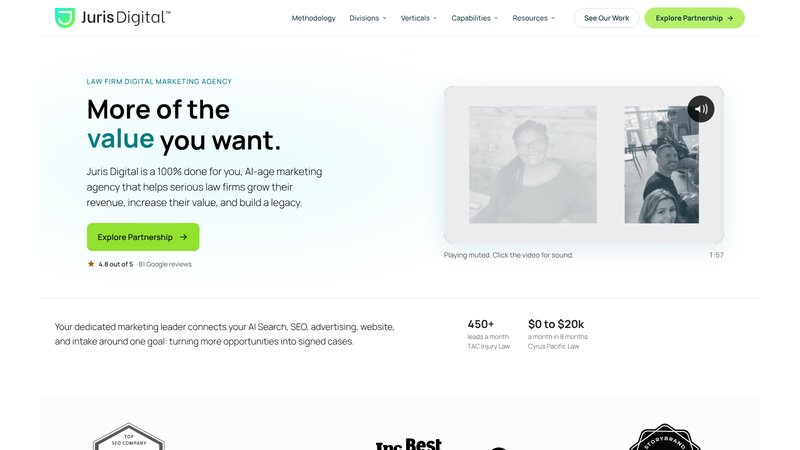 Juris Digital™
Methodology
Divisions
Verticals
Capabilities
Resources
See Our Work
Explore Partnership →
LAW FIRM DIGITAL MARKETING AGENCY
More of the
value you want.
Juris Digital is a 100% done for you, AI-age marketing
agency that helps serious law firms grow their
revenue, increase their value, and build a legacy.
Explore Partnership →
★ 4.8 out of 5 · 81 Google reviews
Playing muted. Click the video for sound.
1:57
Your dedicated marketing leader connects your AI Search, SEO, advertising, website,
and intake around one goal: turning more opportunities into signed cases.
450+
leads a month
TAC Injury Law
$0 to $20k
a month in 8 months
Cyrus Pacific Law
TOP
SEO COMPANY
Inc. Best
STORYBRAND